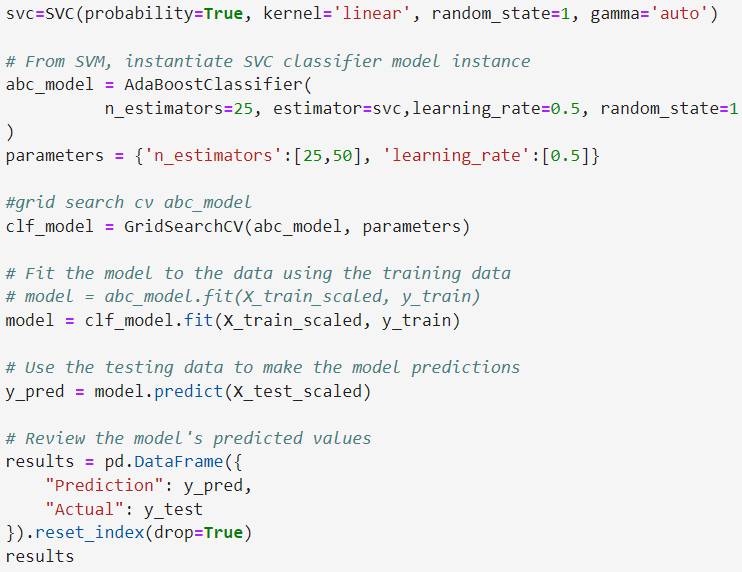 svc=SVC(probability=True, kernel='linear', random_state=1, gamma='auto')
# From SVM, instantiate SVC classifier model instance
abc_model = AdaBoostClassifier(
n_estimators=25, estimator=svc,learning_rate=0.5, random_state=1
)
parameters = {'n_estimators':[25,50], 'learning_rate':[0.5]}
#grid search cv abc_model
clf_model = GridSearchCV(abc_model, parameters)
# Fit the model to the data using the training data
# model = abc_model.fit(X_train_scaled, y_train)
model = clf_model.fit(X_train_scaled, y_train)
# Use the testing data to make the model predictions
y_pred = model.predict(X_test_scaled)
# Review the model's predicted values
results = pd.DataFrame({
"Prediction": y_pred,
"Actual": y_test
}).reset_index(drop=True)
results